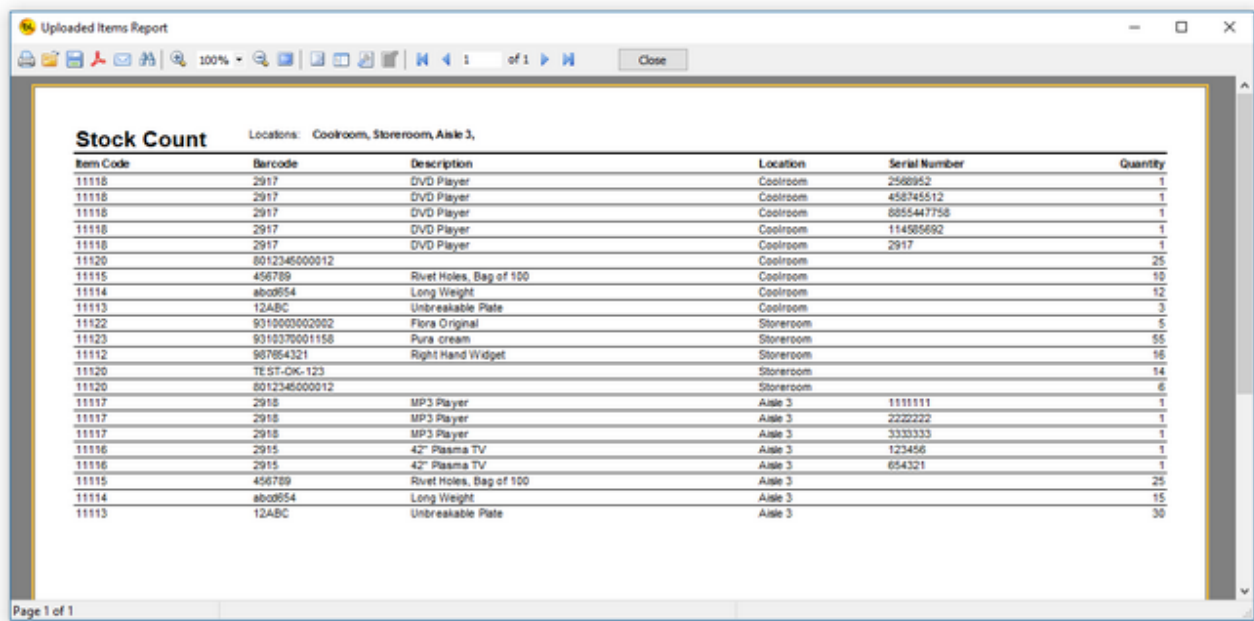 Uploaded Items Report
100% 1 of 1 Close
Stock Count Locations: Coolroom, Storeroom, Aisle 3,
Item Code Barcode Description Location Serial Number Quantity
11118 2917 DVD Player Coolroom 2568952 1
11118 2917 DVD Player Coolroom 458745512 1
11118 2917 DVD Player Coolroom 8855447758 1
11118 2917 DVD Player Coolroom 114585692 1
11118 2917 DVD Player Coolroom 2917 1
11120 8012345000012 Coolroom 25
11115 456789 Rivet Holes, Bag of 100 Coolroom 10
11114 abcd654 Long Weight Coolroom 12
11113 12ABC Unbreakable Plate Coolroom 3
11122 9310003002002 Flora Original Storeroom 5
11123 9310370001158 Pura cream Storeroom 55
11112 987654321 Right Hand Widget Storeroom 16
11120 TEST-OK-123 Storeroom 14
11120 8012345000012 Storeroom 6
11117 2918 MP3 Player Aisle 3 1111111 1
11117 2918 MP3 Player Aisle 3 2222222 1
11117 2918 MP3 Player Aisle 3 3333333 1
11116 2915 42" Plasma TV Aisle 3 123456 1
11116 2915 42" Plasma TV Aisle 3 654321 1
11115 456789 Rivet Holes, Bag of 100 Aisle 3 25
11114 abcd654 Long Weight Aisle 3 15
11113 12ABC Unbreakable Plate Aisle 3 30
Page 1 of 1